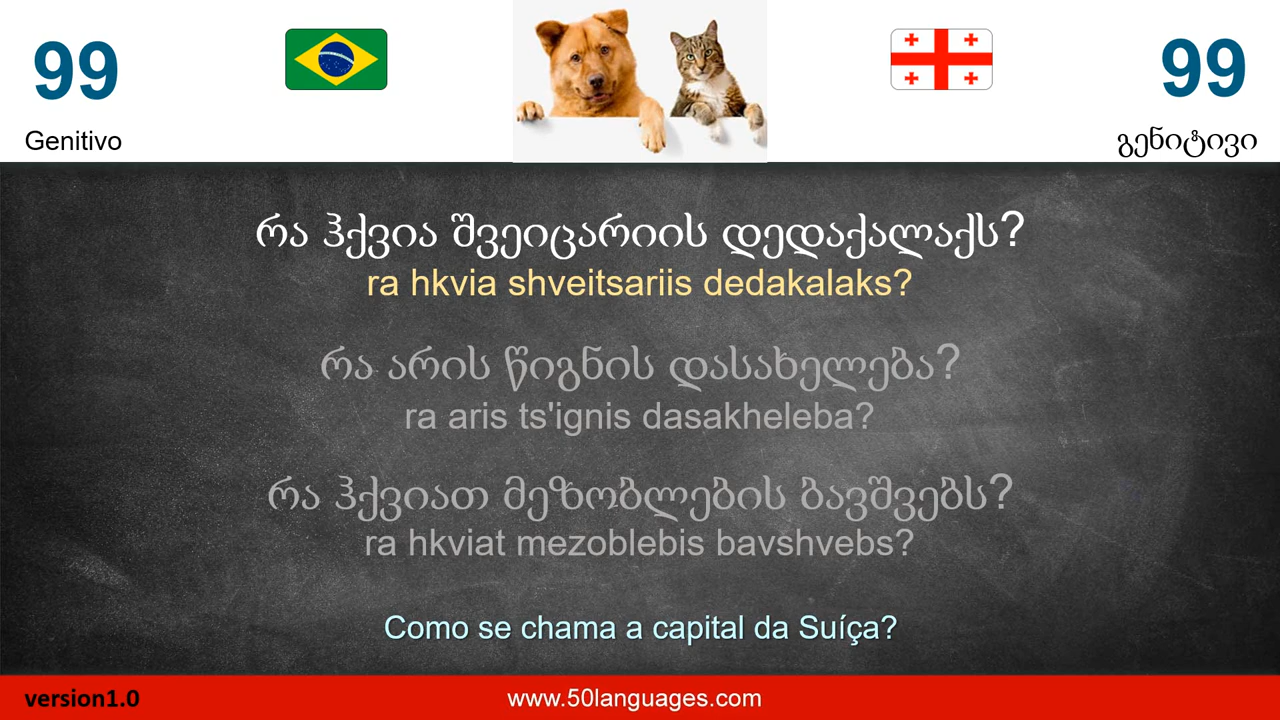 99
99
Genitivo
გენიტივი
რა ჰქვია შვეიცარიის დედაქალაქს?
ra hkvia shveitsariis dedakalaks?
რა არის წიგნის დასახელება?
ra aris ts'ignis dasakheleba?
რა ჰქვიათ მეზობლების ბავშვებს?
ra hkviat mezoblebis bavshvebs?
Como se chama a capital da Suíça?
version1.0
www.50languages.com